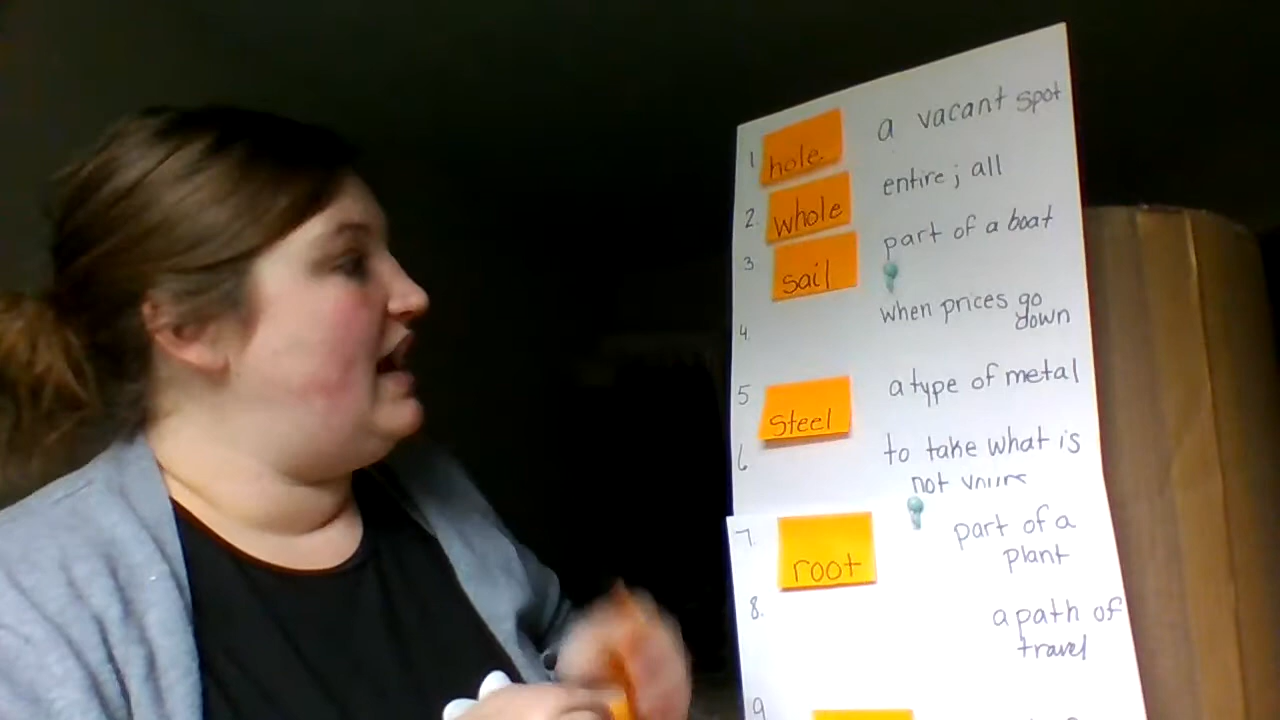 1 hole a vacant spot
2. whole entire; all
3 sail part of a boat
4. when prices go
down
5 steel a type of metal
6 to take what is
not
7. root part of a
plant
8. a path of
travel
9